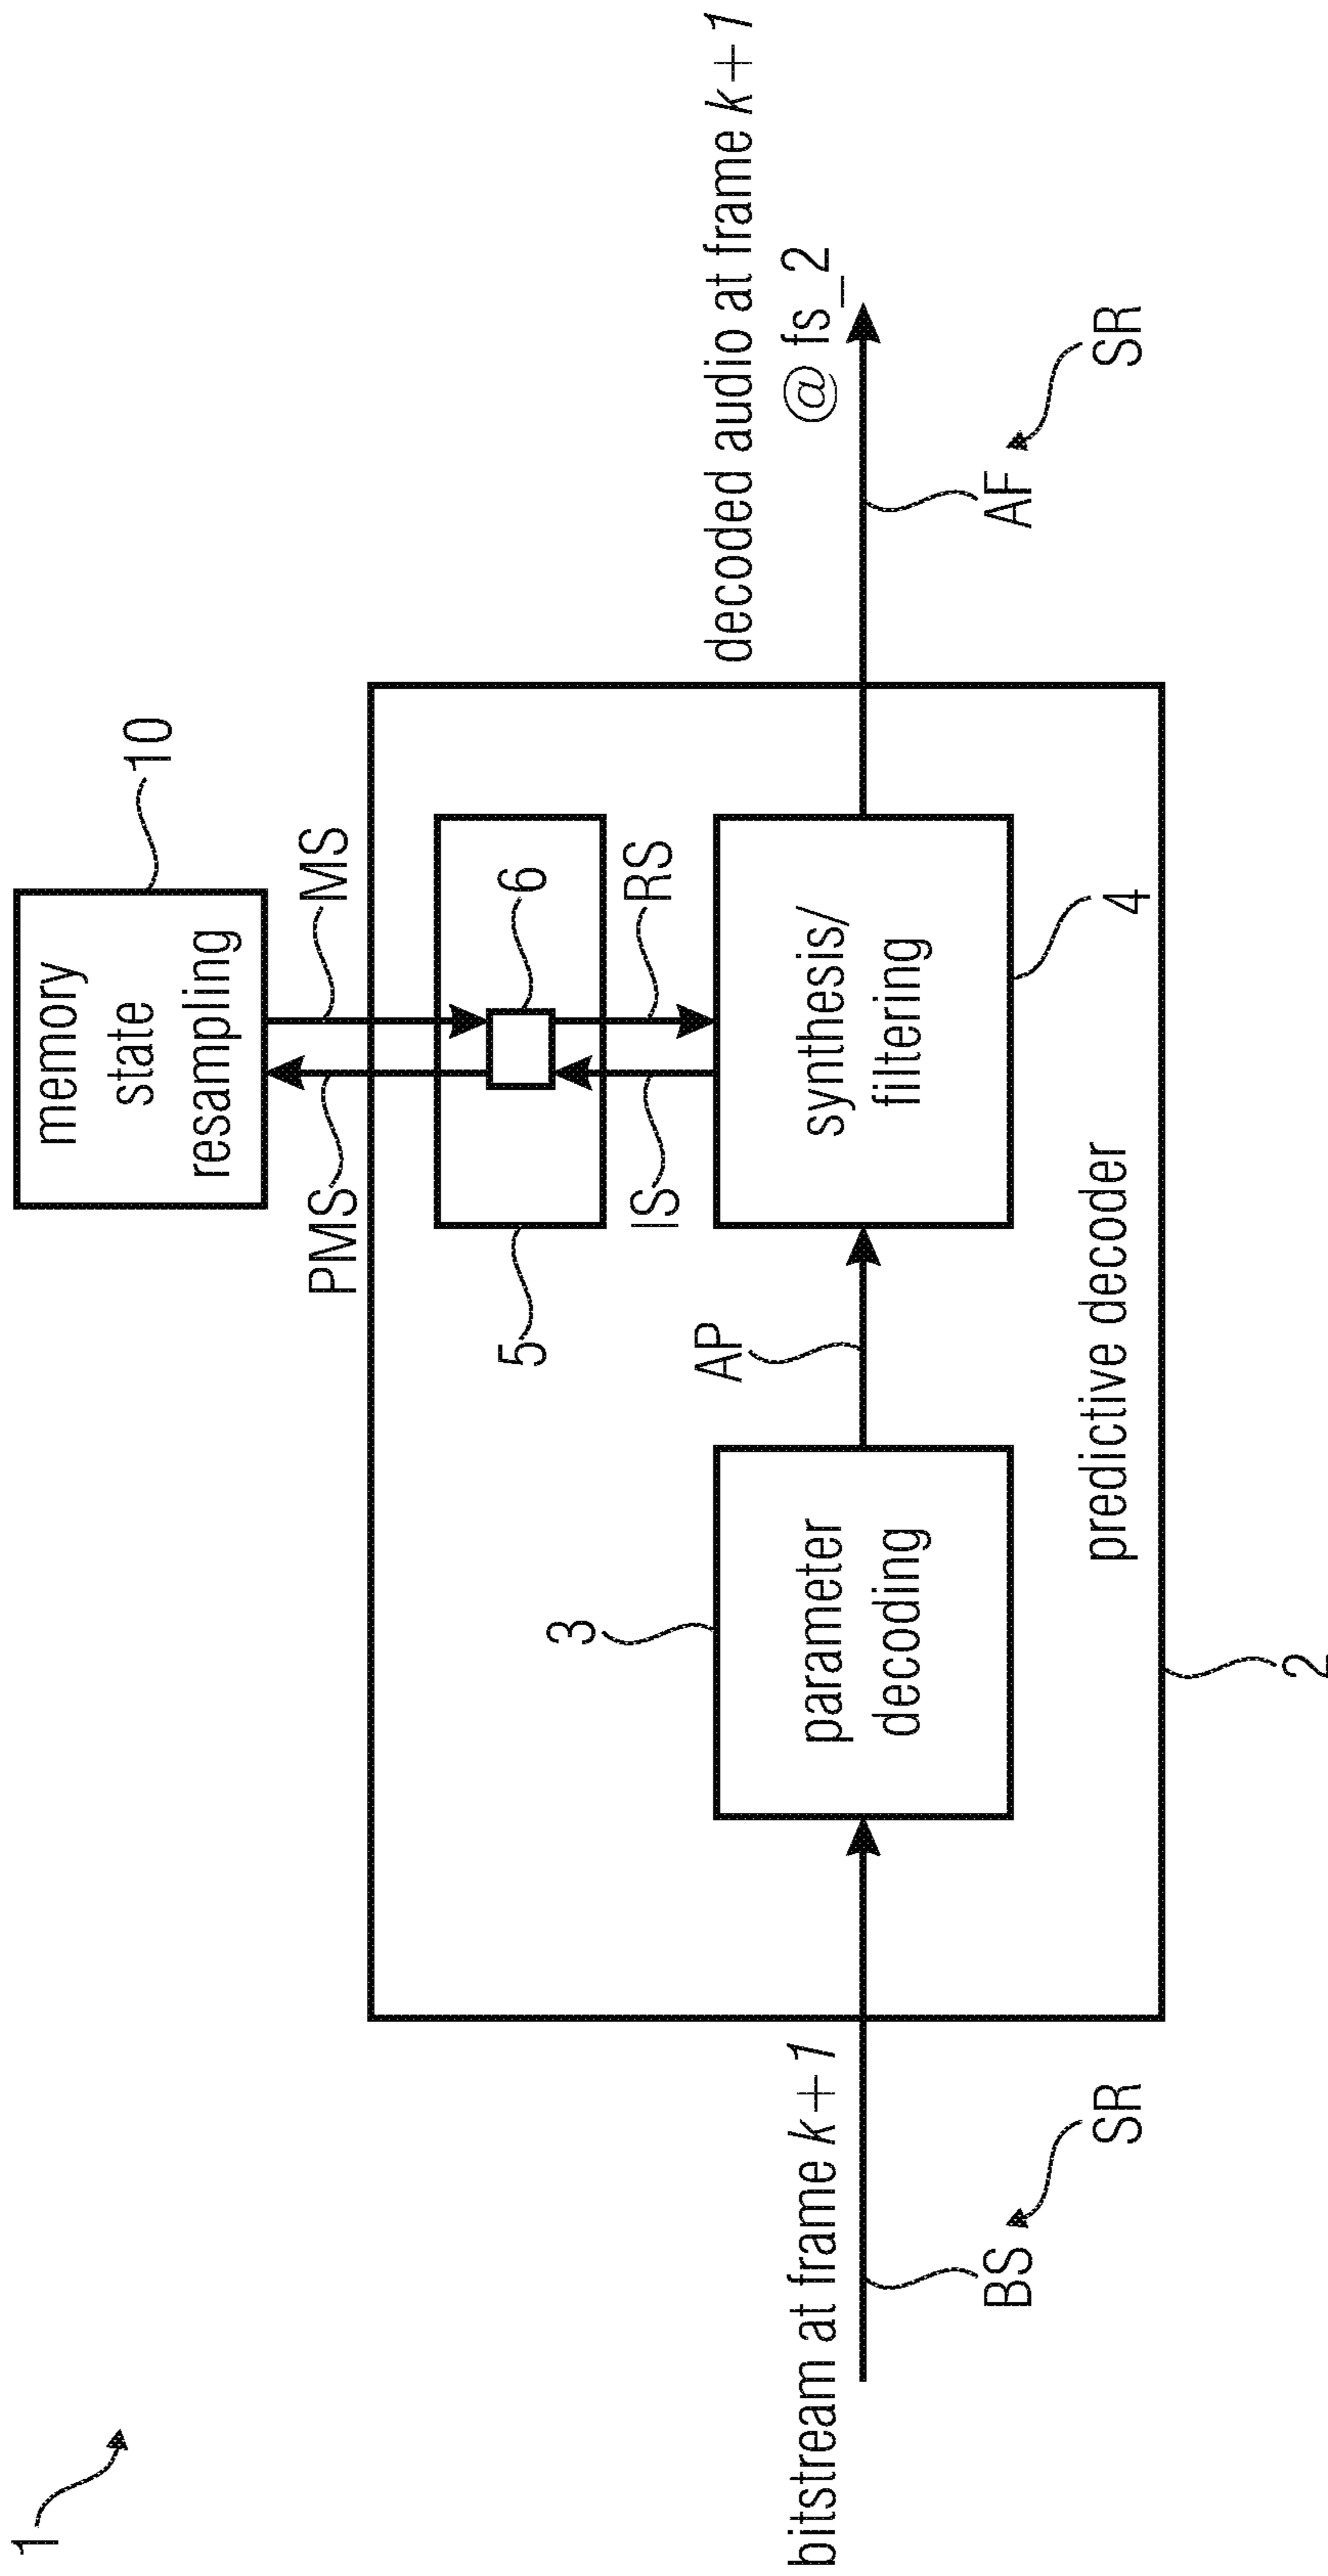 1
memory
state
resampling
10
PMS
MS
5
6
IS
RS
decoded audio at frame k+1
@ fs_2
bitstream at frame k+1
3
AP
parameter
decoding
synthesis/
filtering
4
BS
SR
AF
SR
predictive decoder
2